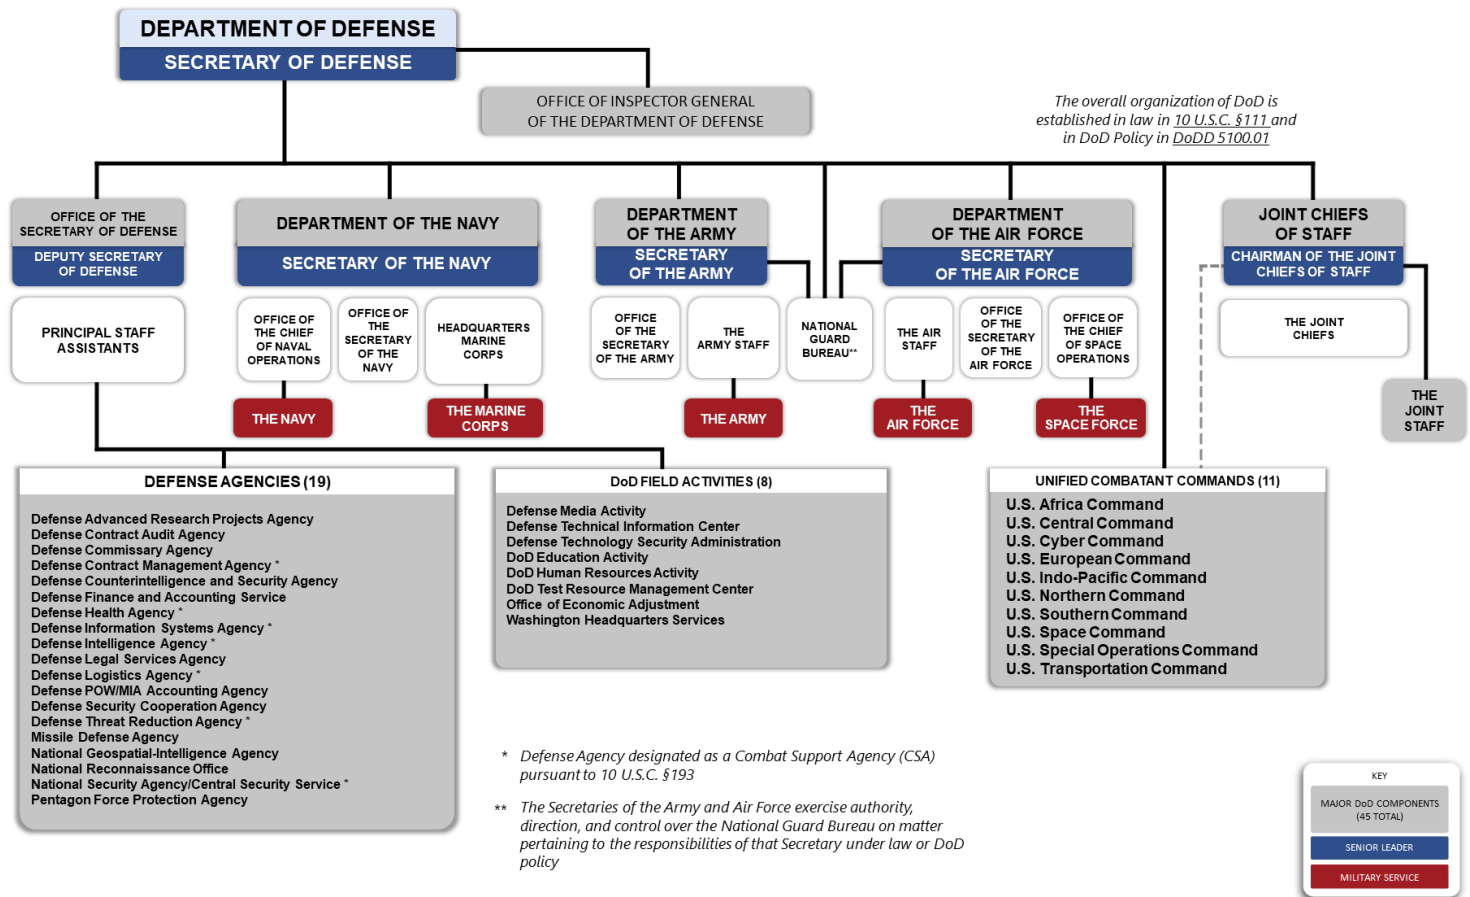 DEPARTMENT OF DEFENSE
SECRETARY OF DEFENSE
OFFICE OF INSPECTOR GENERAL
OF THE DEPARTMENT OF DEFENSE
The overall organization of DoD is
established in law in 10 U.S.C. §111 and
in DoD Policy in DoDD 5100.01
OFFICE OF THE
SECRETARY OF DEFENSE
DEPUTY SECRETARY
OF DEFENSE
DEPARTMENT OF THE NAVY
SECRETARY OF THE NAVY
DEPARTMENT
OF THE ARMY
SECRETARY
OF THE ARMY
DEPARTMENT
OF THE AIR FORCE
SECRETARY
OF THE AIR FORCE
JOINT CHIEFS
OF STAFF
CHAIRMAN OF THE JOINT
CHIEFS OF STAFF
PRINCIPAL STAFF
ASSISTANTS
OFFICE OF
THE CHIEF
OF NAVAL
OPERATIONS
OFFICE OF
THE
SECRETARY
OF THE
NAVY
HEADQUARTERS
MARINE
CORPS
OFFICE
OF THE
SECRETARY
OF THE ARMY
THE
ARMY STAFF
NATIONAL
GUARD
BUREAU**
THE AIR
STAFF
OFFICE
OF THE
SECRETARY
OF THE
AIR FORCE
OFFICE OF
THE CHIEF
OF SPACE
OPERATIONS
THE JOINT
CHIEFS
THE NAVY
THE MARINE
CORPS
THE ARMY
THE
AIR FORCE
THE
SPACE FORCE
THE
JOINT
STAFF
DEFENSE AGENCIES (19)
Defense Advanced Research Projects Agency
Defense Contract Audit Agency
Defense Commissary Agency
Defense Contract Management Agency *
Defense Counterintelligence and Security Agency
Defense Finance and Accounting Service
Defense Health Agency *
Defense Information Systems Agency *
Defense Intelligence Agency *
Defense Legal Services Agency
Defense Logistics Agency *
Defense POW/MIA Accounting Agency
Defense Security Cooperation Agency
Defense Threat Reduction Agency *
Missile Defense Agency
National Geospatial-Intelligence Agency
National Reconnaissance Office
National Security Agency/Central Security Service *
Pentagon Force Protection Agency
DoD FIELD ACTIVITIES (8)
Defense Media Activity
Defense Technical Information Center
Defense Technology Security Administration
DoD Education Activity
DoD Human Resources Activity
DoD Test Resource Management Center
Office of Economic Adjustment
Washington Headquarters Services
UNIFIED COMBATANT COMMANDS (11)
U.S. Africa Command
U.S. Central Command
U.S. Cyber Command
U.S. European Command
U.S. Indo-Pacific Command
U.S. Northern Command
U.S. Southern Command
U.S. Space Command
U.S. Special Operations Command
U.S. Transportation Command
* Defense Agency designated as a Combat Support Agency (CSA)
pursuant to 10 U.S.C. §193
** The Secretaries of the Army and Air Force exercise authority,
direction, and control over the National Guard Bureau on matter
pertaining to the responsibilities of that Secretary under law or DoD
policy
KEY
MAJOR DoD COMPONENTS
(45 TOTAL)
SENIOR LEADER
MILITARY SERVICE